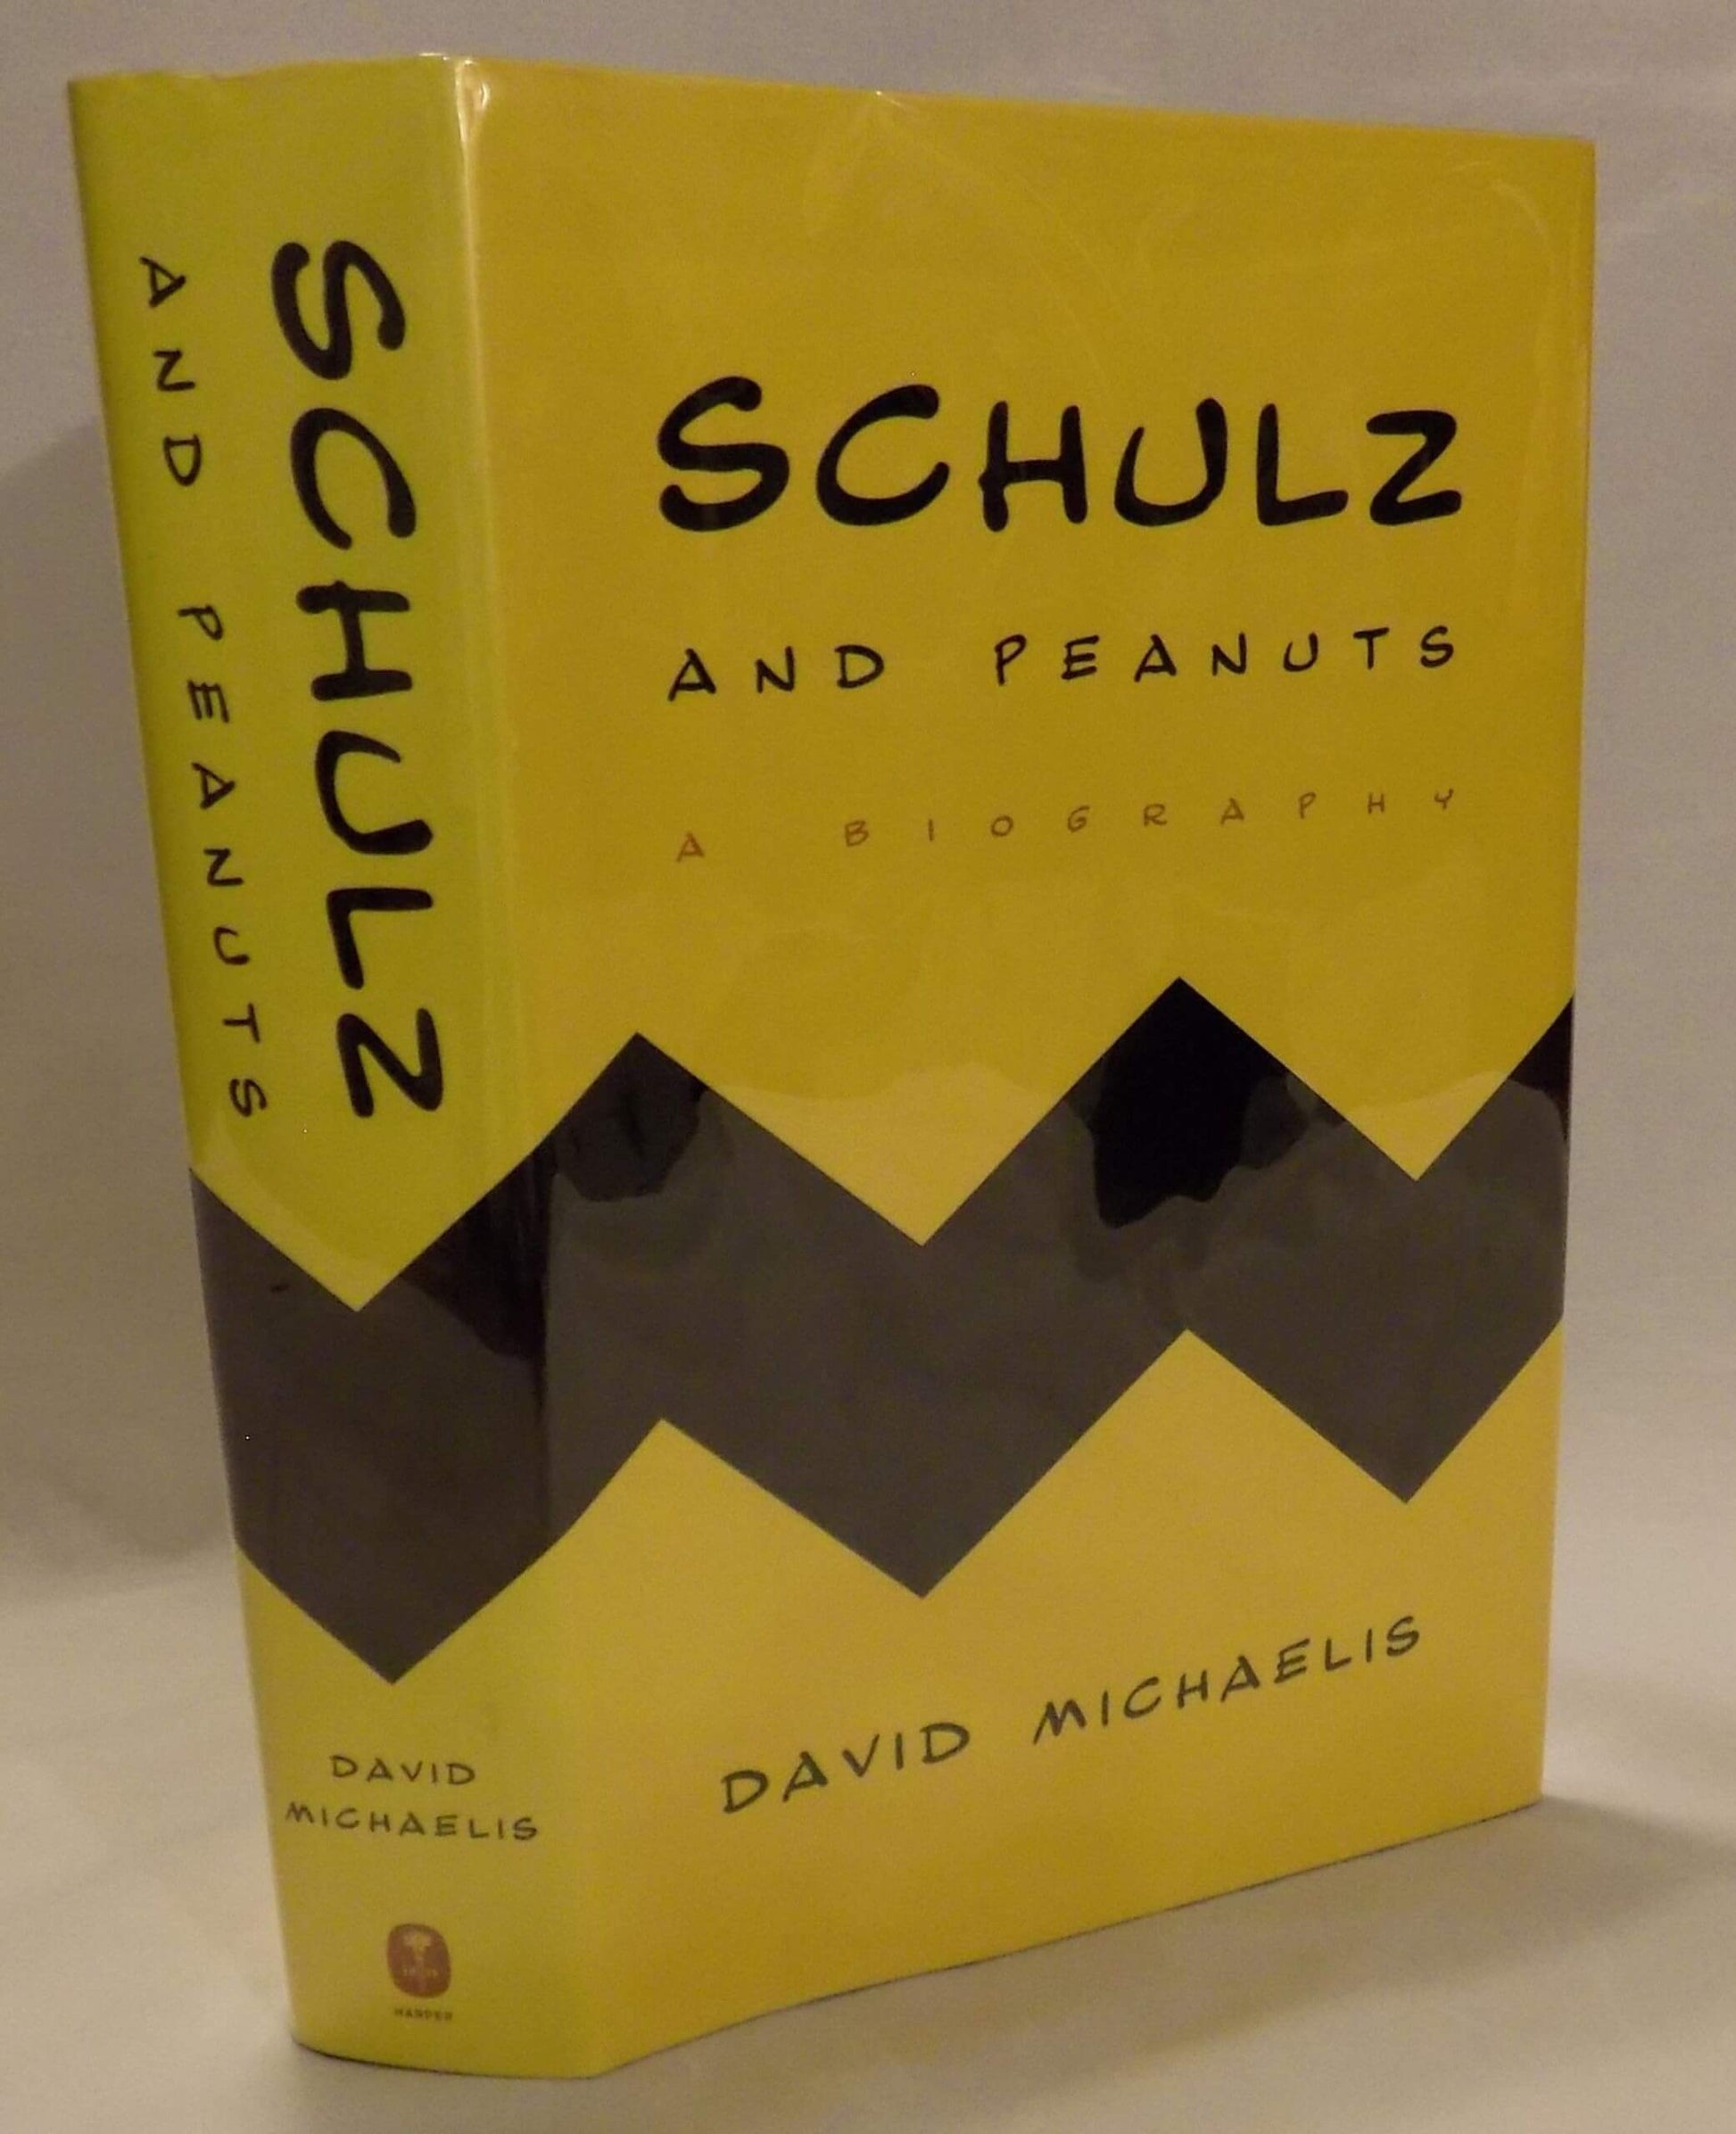 SCHULZ
AND PEANUTS
DAVID
MICHAELIS
HARPER
SCHULZ
AND PEANUTS
A BIOGRAPHY
DAVID MICHAELIS